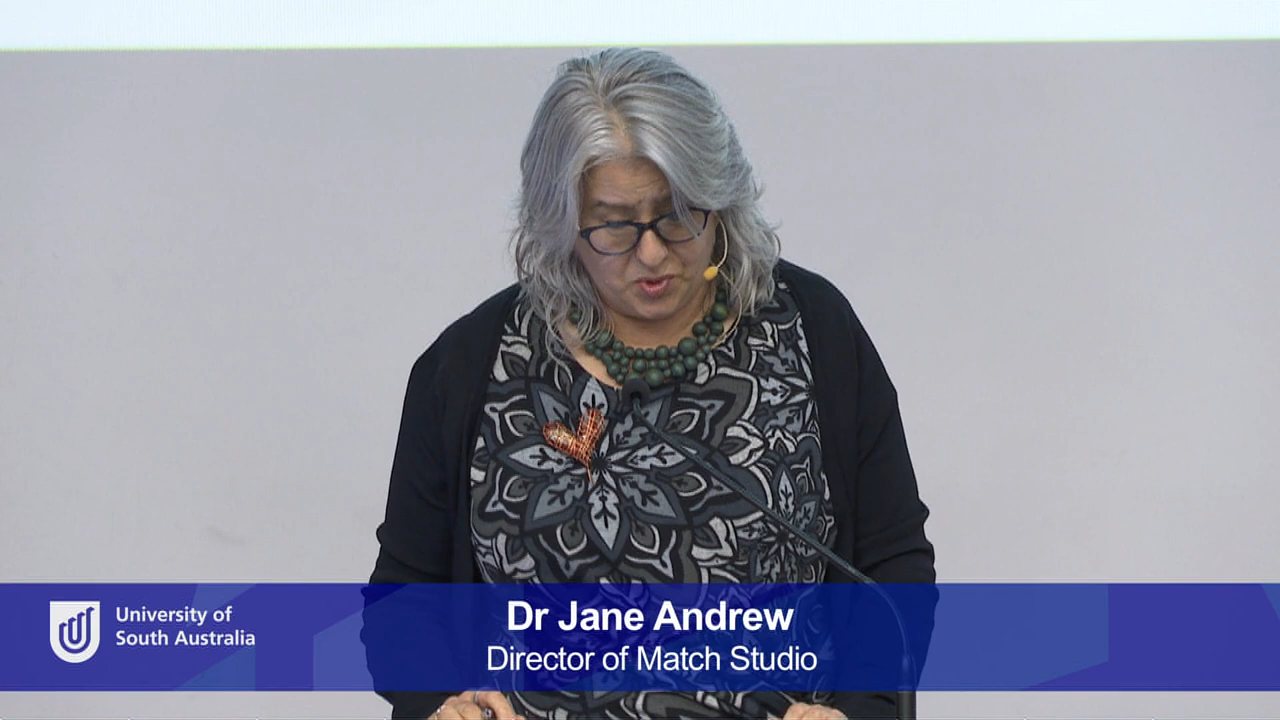 University of
South Australia
Dr Jane Andrew
Director of Match Studio